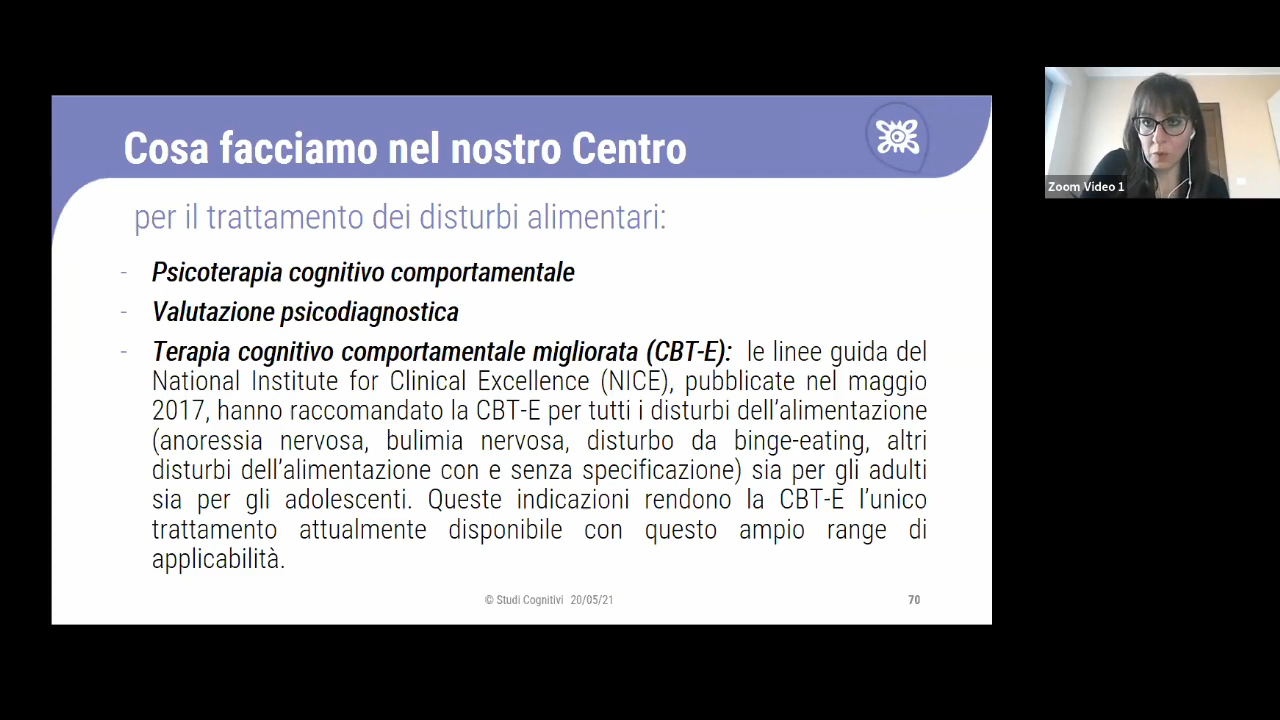 Cosa facciamo nel nostro Centro
per il trattamento dei disturbi alimentari:
- Psicoterapia cognitivo comportamentale
- Valutazione psicodiagnostica
- Terapia cognitivo comportamentale migliorata (CBT-E): le linee guida del
National Institute for Clinical Excellence (NICE), pubblicate nel maggio
2017, hanno raccomandato la CBT-E per tutti i disturbi dell’alimentazione
(anoressia nervosa, bulimia nervosa, disturbo da binge-eating, altri
disturbi dell’alimentazione con e senza specificazione) sia per gli adulti
sia per gli adolescenti. Queste indicazioni rendono la CBT-E l’unico
trattamento attualmente disponibile con questo ampio range di
applicabilità.
© Studi Cognitivi 20/05/21
70
Zoom Video 1